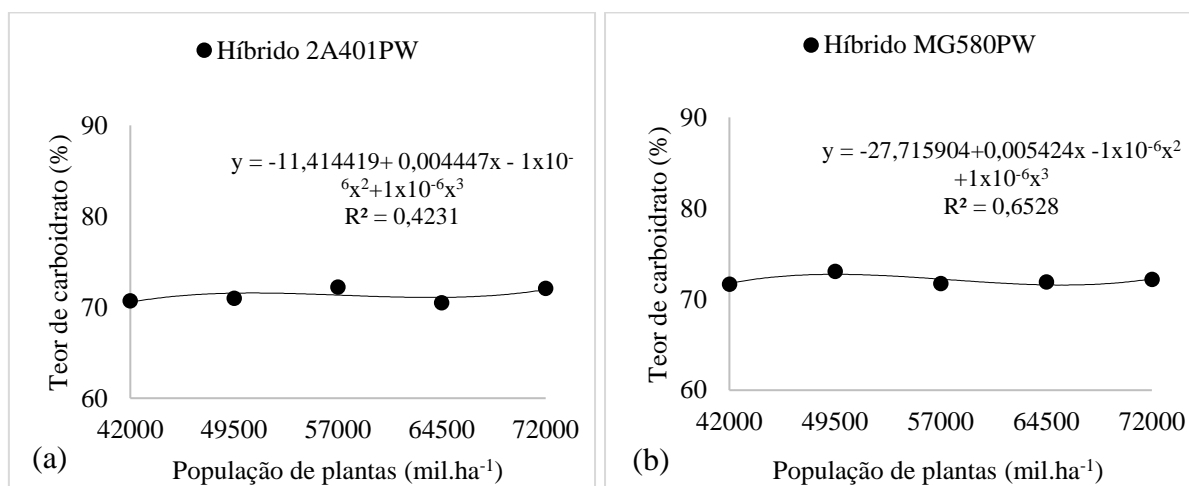 ● Híbrido 2A401PW
y = -11,414419+ 0,004447x - 1x10⁻
⁶x²+1x10⁻⁶x³
R² = 0,4231
Teor de carboidrato (%)
90
80
70
60
42000 49500 57000 64500 72000
População de plantas (mil.ha⁻¹)
(a)
● Híbrido MG580PW
y = -27,715904+0,005424x -1x10⁻⁶x²
+1x10⁻⁶x³
R² = 0,6528
Teor de carboidrato (%)
90
80
70
60
42000 49500 57000 64500 72000
População de plantas (mil.ha⁻¹)
(b)